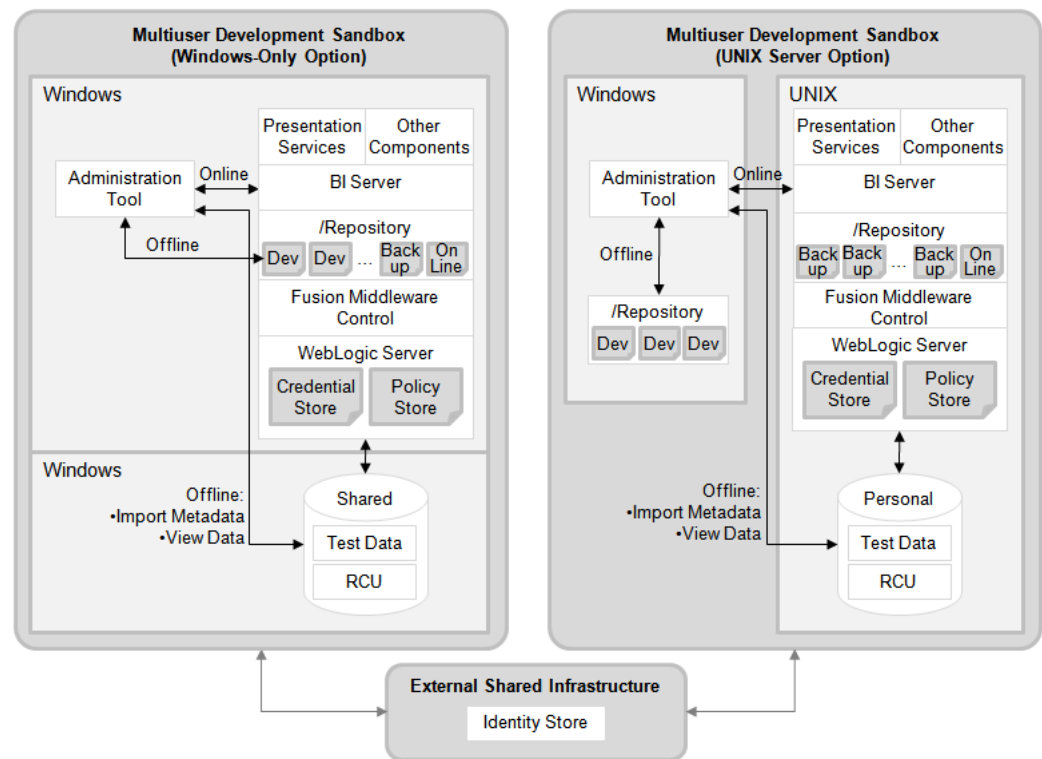 Multiuser Development Sandbox
(Windows-Only Option)
Windows
Presentation
Services
Other
Components
Administration
Tool
Online
BI Server
Offline
/Repository
Dev
Dev
...
Back
up
On
Line
Fusion Middleware
Control
WebLogic Server
Credential
Store
Policy
Store
Windows
Offline:
•Import Metadata
•View Data
Shared
Test Data
RCU
Multiuser Development Sandbox
(UNIX Server Option)
Windows
Administration
Tool
Online
Offline
/Repository
Dev
Dev
Dev
UNIX
Presentation
Services
Other
Components
BI Server
/Repository
Back
up
Back
up
...
Back
up
On
Line
Fusion Middleware
Control
WebLogic Server
Credential
Store
Policy
Store
Offline:
•Import Metadata
•View Data
Personal
Test Data
RCU
External Shared Infrastructure
Identity Store